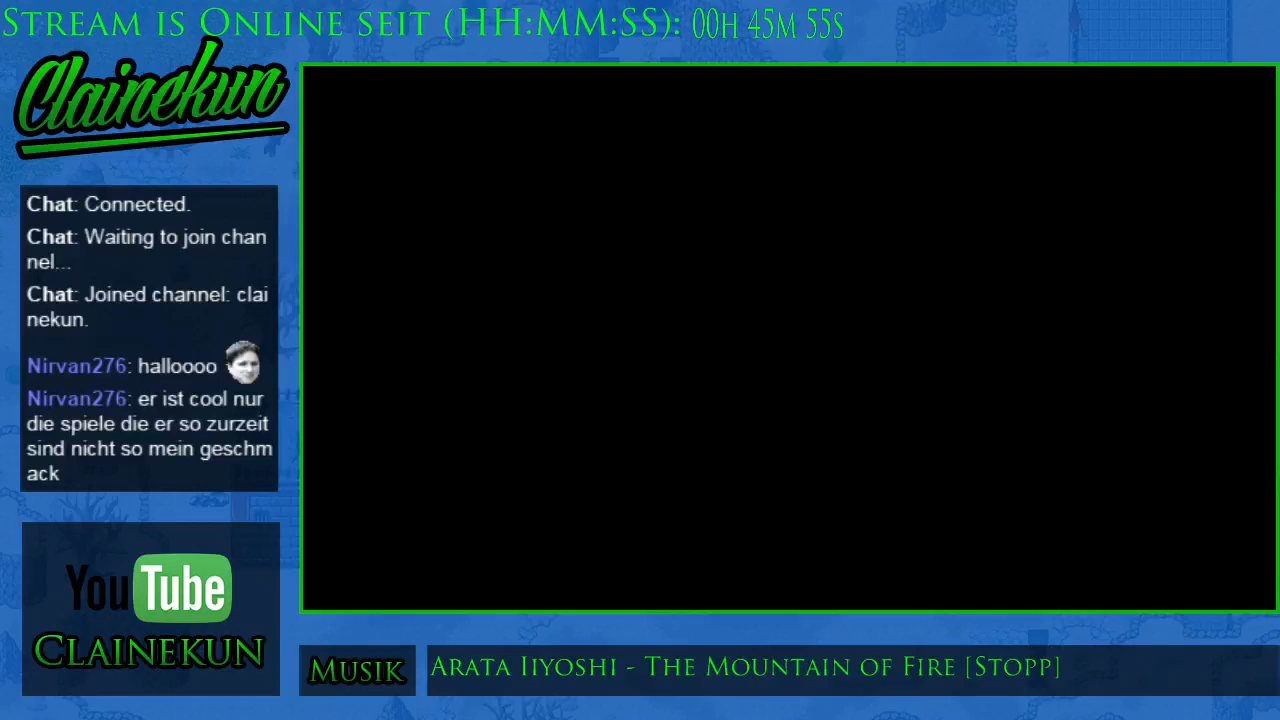 Stream is Online seit (HH:MM:SS): 00h 45m 55s
Clainekun
Chat: Connected.
Chat: Waiting to join chan
nel...
Chat: Joined channel: clai
nekun.
Nirvan276: halloooo
Nirvan276: er ist cool nur
die spiele die er so zurzeit
sind nicht so mein geschm
ack
YouTube
Clainekun
Musik
Arata Iiyoshi - The Mountain of Fire [Stopp]